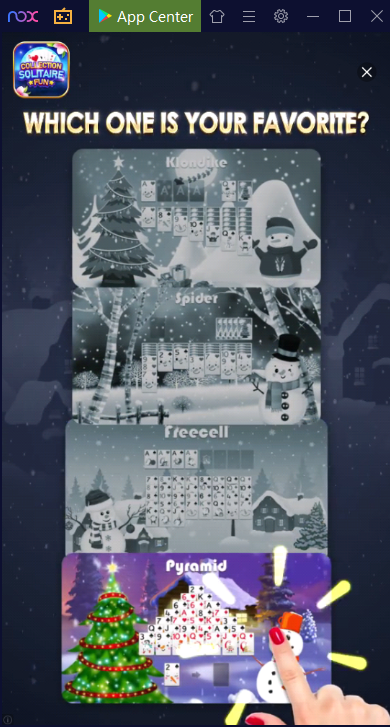 nox
App Center
COLLECTION
SOLITAIRE
FUN
WHICH ONE IS YOUR FAVORITE?
Klondike
Spider
Freecell
Pyramid